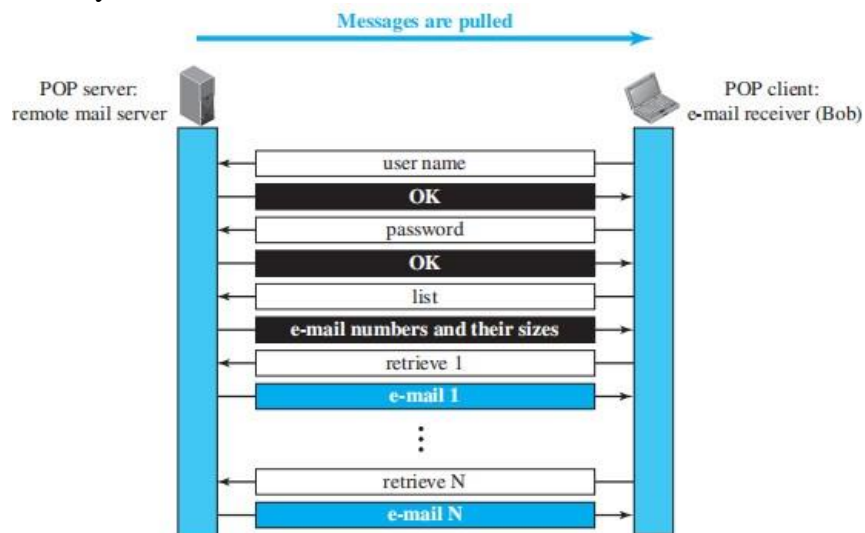 Messages are pulled
POP server:
remote mail server
POP client:
e-mail receiver (Bob)
user name
OK
password
OK
list
e-mail numbers and their sizes
retrieve 1
e-mail 1
retrieve N
e-mail N